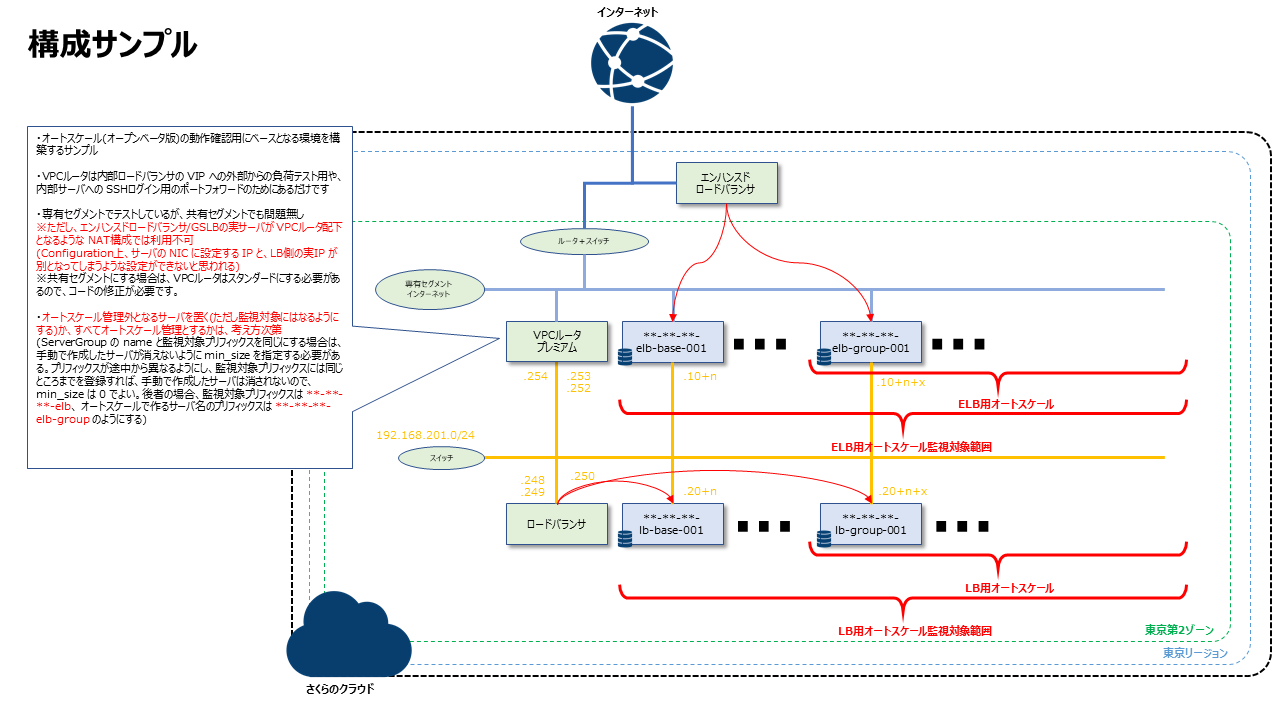 インターネット
構成サンプル
・オートスケール(オープンベータ版)の動作確認用にベースとなる環境を構
築するサンプル
・VPCルータは内部ロードバランサの VIP への外部からの負荷テスト用や、
内部サーバへの SSHログイン用のポートフォワードのためにあるだけです
・専有セグメントでテストしているが、共有セグメントでも問題無し
※ただし、エンハンスドロードバランサ/GSLBの実サーバが VPCルータ配下
となるような NAT構成では利用不可
(Configuration上、サーバの NIC に設定する IP と、LB側の実IP が
別となってしまうような設定ができないと思われる)
※共有セグメントにする場合は、VPCルータはスタンダードにする必要があ
るので、コードの修正が必要です。
・オートスケール管理外となるサーバを置く(ただし監視対象にはなるように
する)か、すべてオートスケール管理とするかは、考え方次第
(ServerGroup の name と監視対象プリフィックスを同じにする場合は、
手動で作成したサーバが消えないように min_size を指定する必要があ
る。プリフィックスが途中から異なるようにし、監視対象プリフィックスには同じ
ところまでを登録すれば、手動で作成したサーバは消されないので、
min_size は 0 でよい。後者の場合、監視対象プリフィックスは **-**-
**-elb、オートスケールで作るサーバ名のプリフィックスは **-**-**-
elb-group のようにする)
エンハンスド
ロードバランサ
ルータ+スイッチ
専有セグメント
インターネット
VPCルータ
プレミアム
**-**-**-
elb-base-001
■ ■ ■
**-**-**-
elb-group-001
■ ■ ■
.254
.253
.252
.10+n
.10+n+x
ELB用オートスケール
ELB用オートスケール監視対象範囲
192.168.201.0/24
スイッチ
.248
.249
.250
.20+n
.20+n+x
ロードバランサ
**-**-**-
lb-base-001
■ ■ ■
**-**-**-
lb-group-001
■ ■ ■
LB用オートスケール
LB用オートスケール監視対象範囲
東京第2ゾーン
東京リージョン
さくらのクラウド